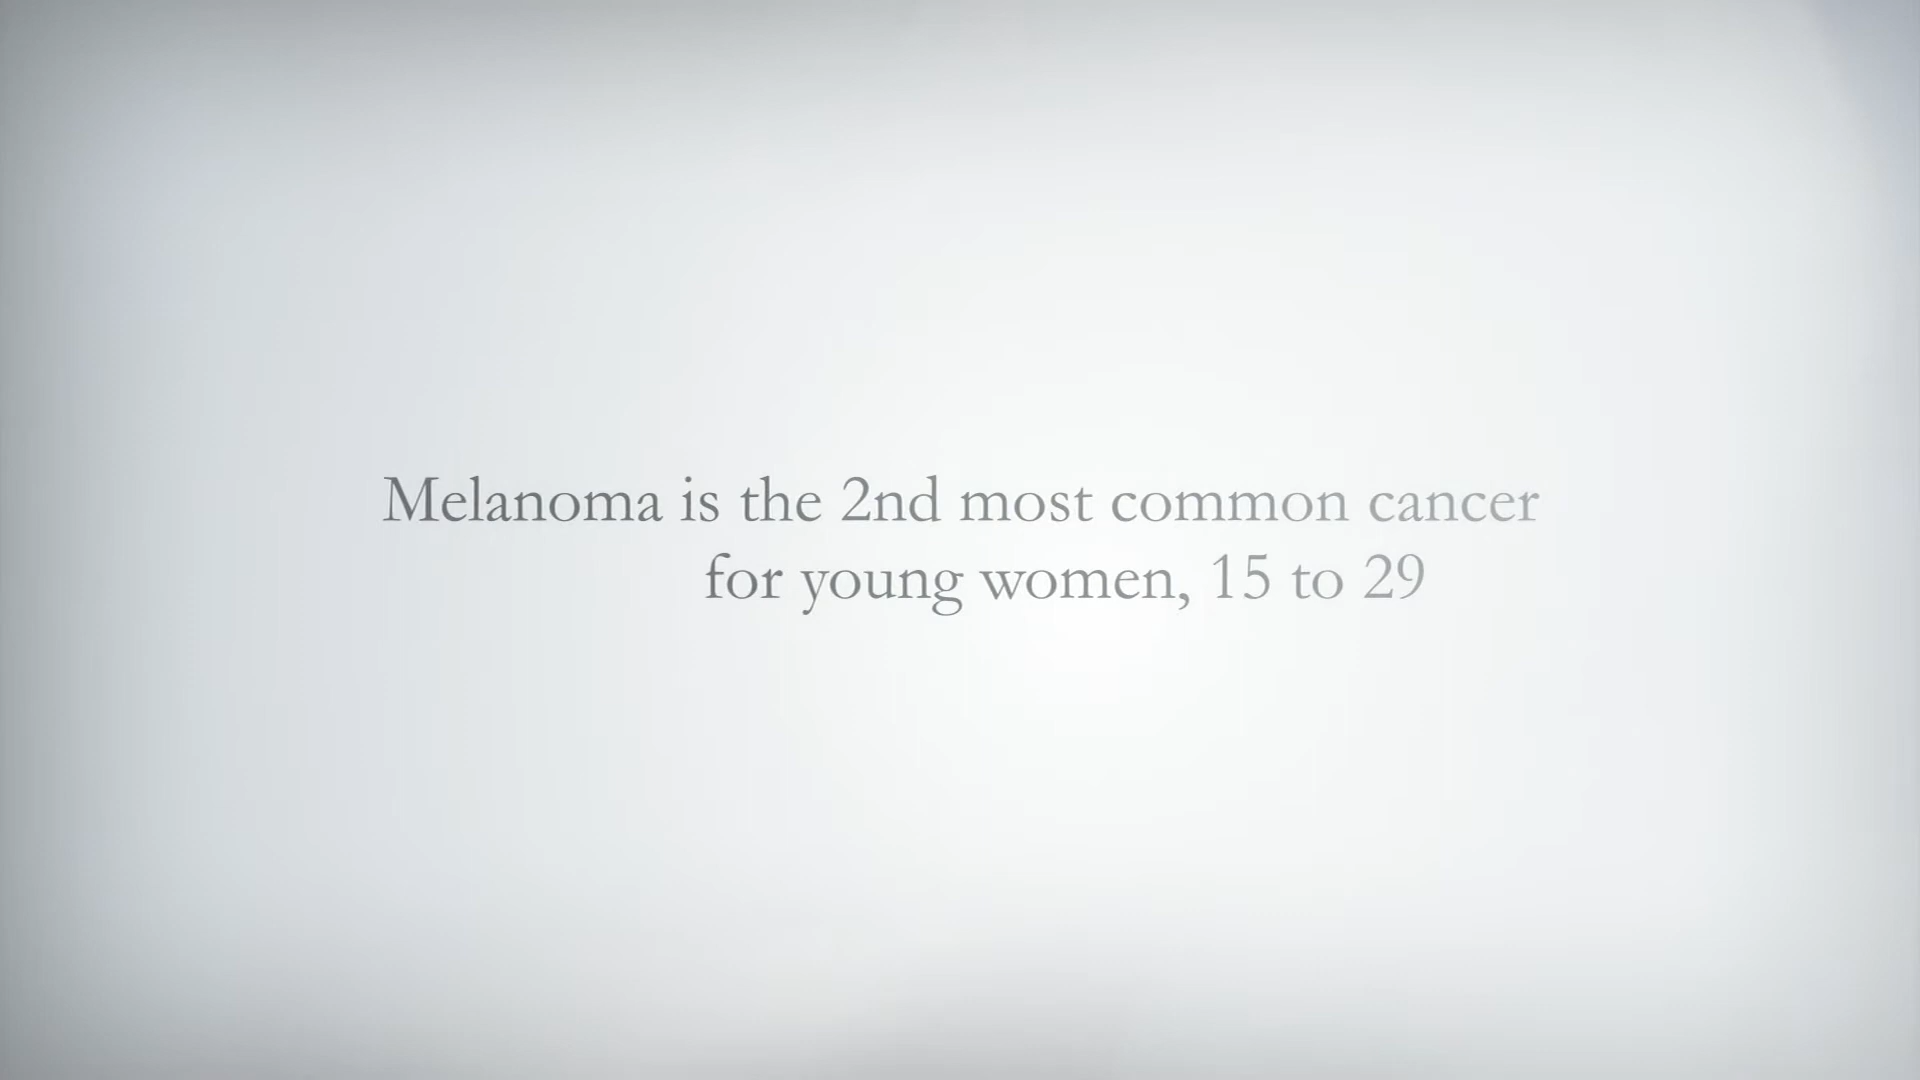 Melanoma is the 2nd most common cancer
for young women, 15 to 29